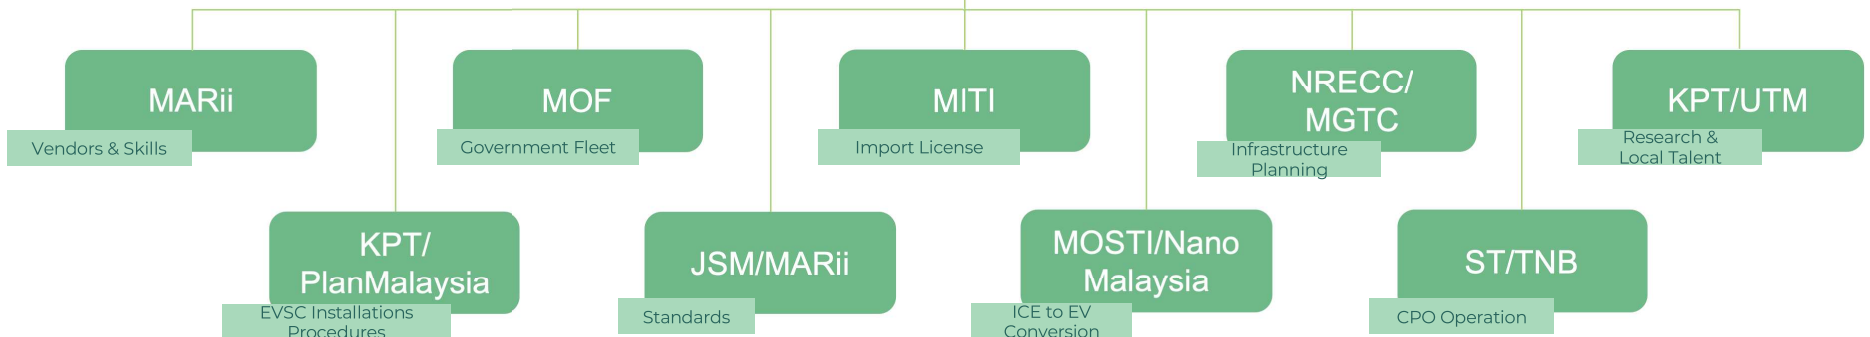 MARii
Vendors & Skills
MOF
Government Fleet
MITI
Import License
NRECC/
MGTC
Infrastructure
Planning
KPT/UTM
Research &
Local Talent
KPT/
PlanMalaysia
EVSC Installations
Procedures
JSM/MARii
Standards
MOSTI/Nano
Malaysia
ICE to EV
Conversion
ST/TNB
CPO Operation